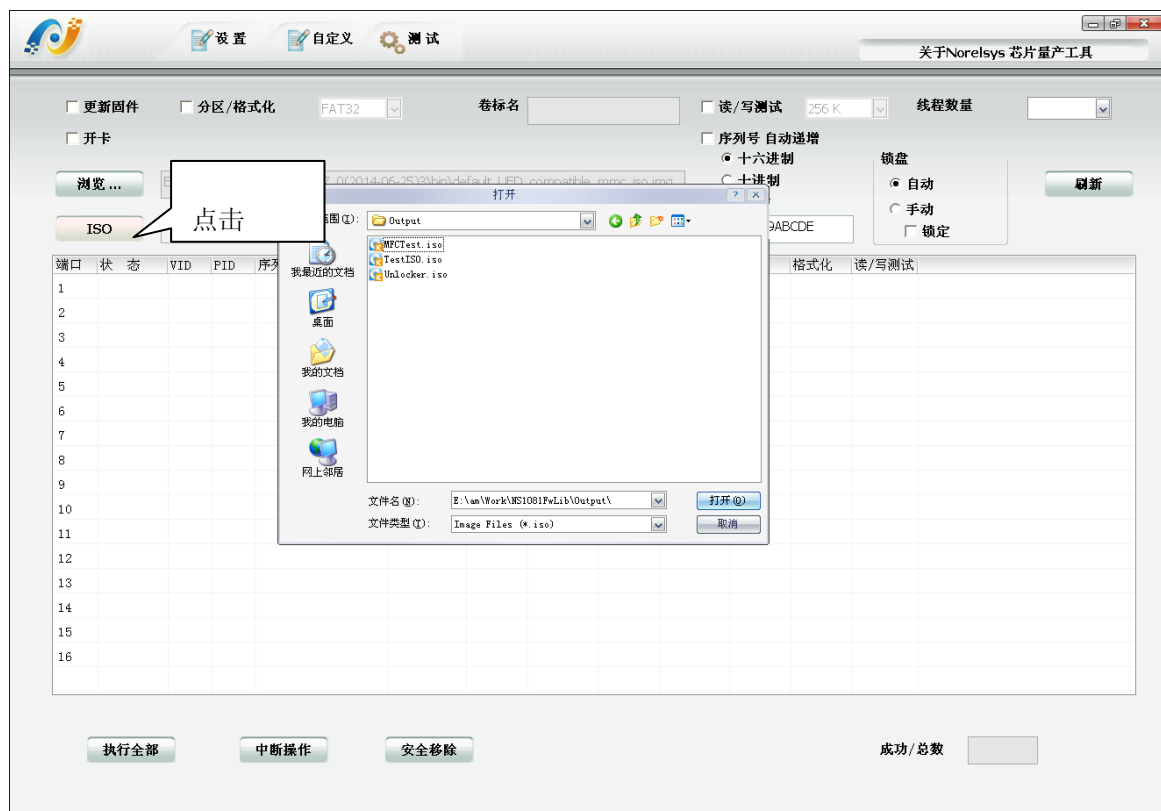 设置 自定义 测试
关于Norelsys 芯片量产工具
更新固件 分区/格式化 FAT32 卷标名 读/写测试 256 K 线程数量
开卡 序列号 自动递增
十六进制 锁盘
浏览 ... 十进制 自动 刷新
打开
手动
ISO 点击 Output 9ABCDE 锁定
MFCTest.iso
TestISO.iso
Unlocker.iso
我最近的文档
桌面
我的文档
我的电脑
网上邻居
文件名(N): E:\am\Work\NS1081FwLib\Output\ 打开(O)
文件类型(T): Image Files (*.iso) 取消
端口 状态 VID PID 格式化 读/写测试
1
2
3
4
5
6
7
8
9
10
11
12
13
14
15
16
执行全部 中断操作 安全移除 成功/总数